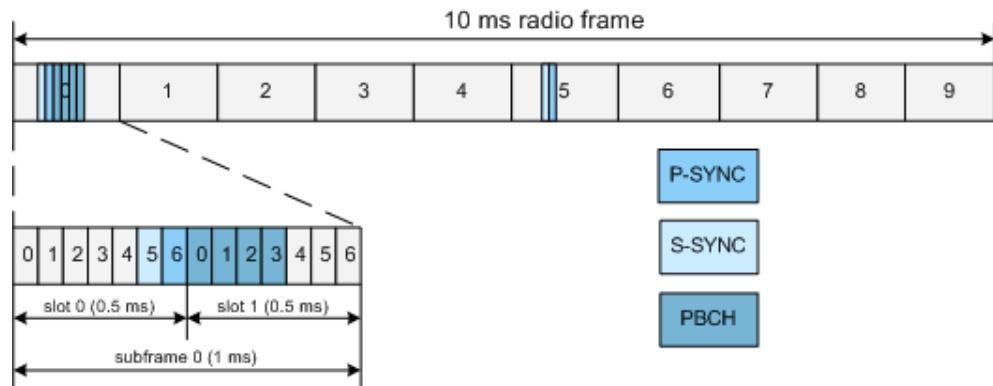 10 ms radio frame
0 1 2 3 4 5 6 7 8 9
P-SYNC
0 1 2 3 4 5 6 0 1 2 3 4 5 6
S-SYNC
slot 0 (0.5 ms) slot 1 (0.5 ms)
PBCH
subframe 0 (1 ms)